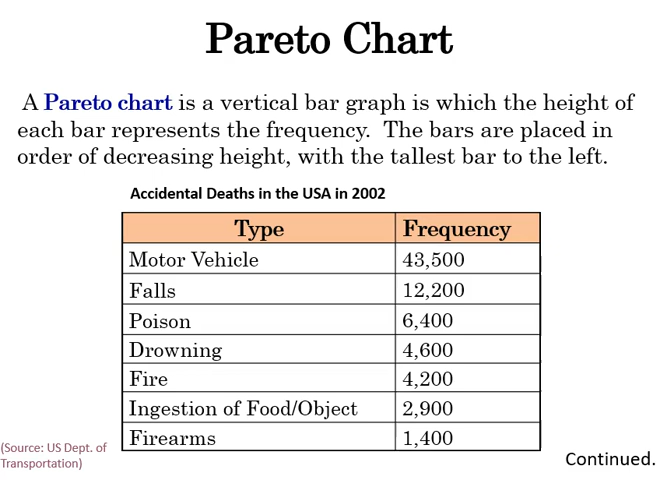 Pareto Chart
A Pareto chart is a vertical bar graph is which the height of
each bar represents the frequency.  The bars are placed in
order of decreasing height, with the tallest bar to the left.
Accidental Deaths in the USA in 2002
Type Frequency
Motor Vehicle 43,500
Falls 12,200
Poison 6,400
Drowning 4,600
Fire 4,200
Ingestion of Food/Object 2,900
Firearms 1,400
(Source: US Dept. of
Transportation)
Continued.